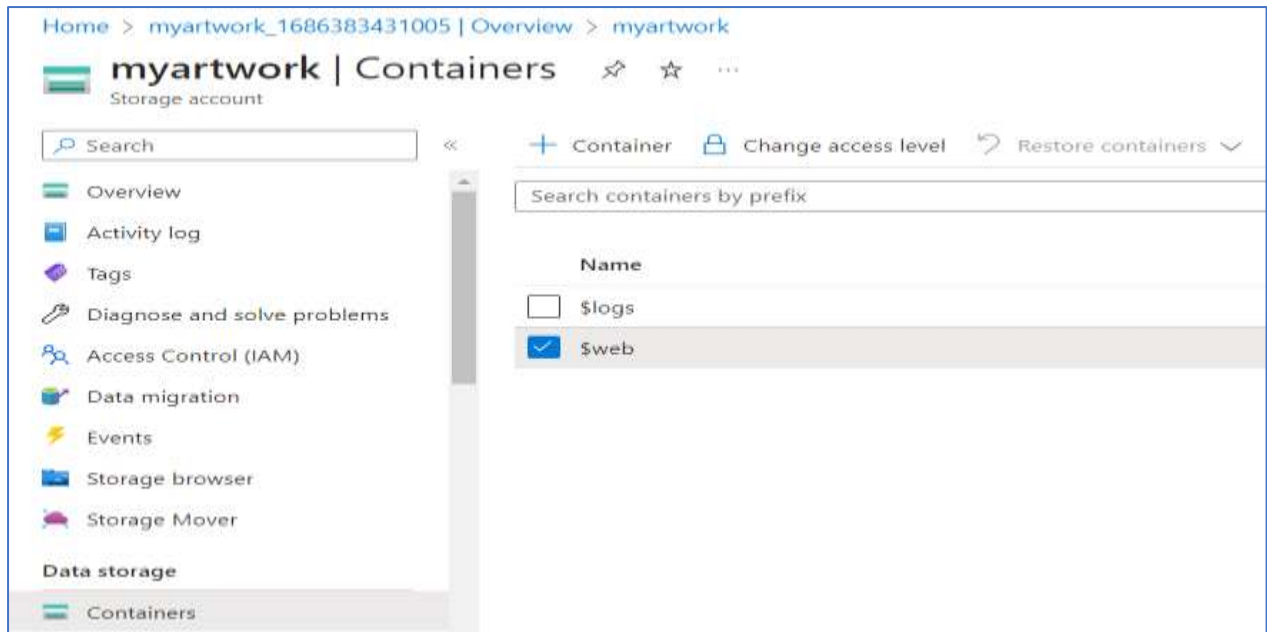 Home > myartwork_1686383431005 | Overview > myartwork
myartwork | Containers
Storage account
Search
Overview
Activity log
Tags
Diagnose and solve problems
Access Control (IAM)
Data migration
Events
Storage browser
Storage Mover
Data storage
Containers
Container Change access level Restore containers
Search containers by prefix
Name
$logs
$web